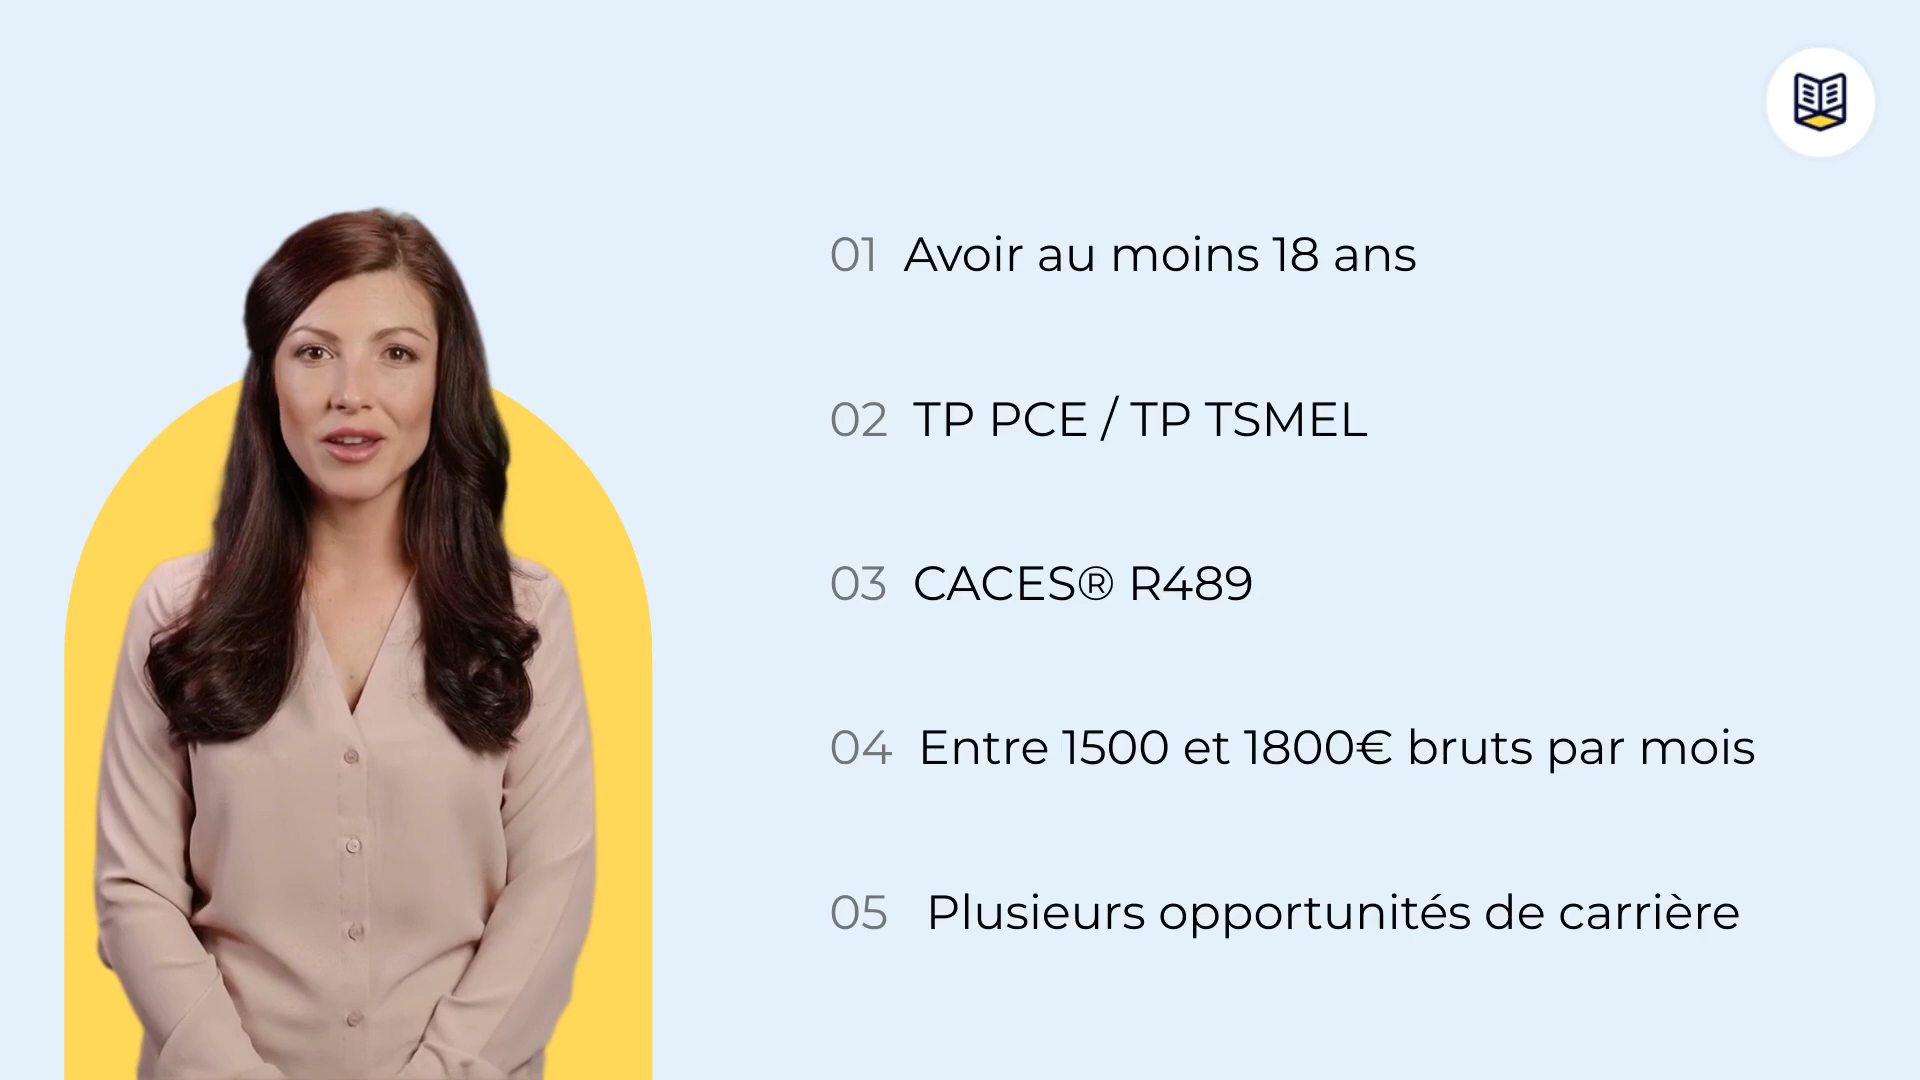 01 Avoir au moins 18 ans
02 TP PCE / TP TSMEL
03 CACES® R489
04 Entre 1500 et 1800€ bruts par mois
05 Plusieurs opportunités de carrière